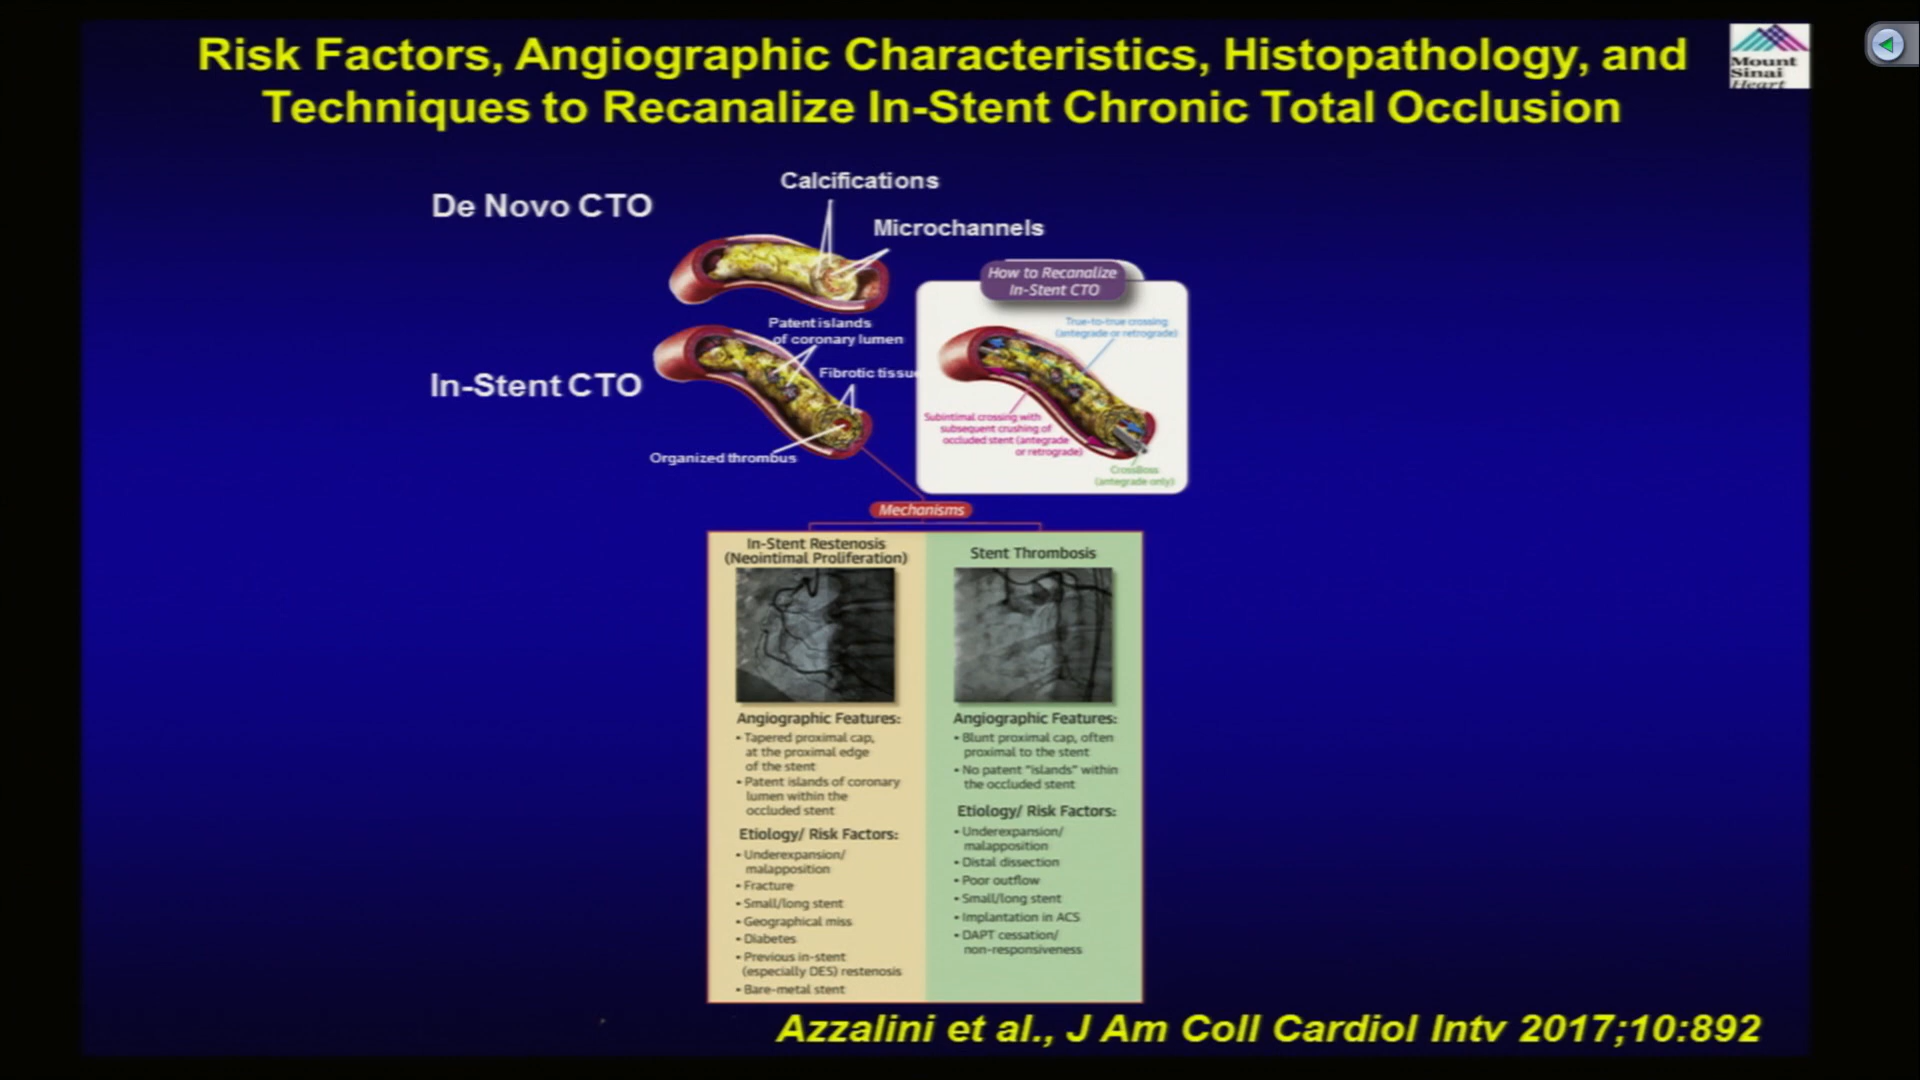 Risk Factors, Angiographic Characteristics, Histopathology, and
Techniques to Recanalize In-Stent Chronic Total Occlusion
Mount
Sinai
Heart
De Novo CTO
Calcifications
Microchannels
In-Stent CTO
Patent islands
of coronary lumen
Fibrotic tissu
Organized thrombus
How to Recanalize
In-Stent CTO
True-to-true crossing
(antegrade or retrograde)
Subintimal crossing with
subsequent crushing of
occluded stent (antegrade
or retrograde)
CrossBoss
(antegrade only)
Mechanisms
In-Stent Restenosis
(Neointimal Proliferation)
Angiographic Features:
• Tapered proximal cap,
at the proximal edge
of the stent
• Patent islands of coronary
lumen within the
occluded stent
Etiology/ Risk Factors:
• Underexpansion/
malapposition
• Fracture
• Small/long stent
• Geographical miss
• Diabetes
• Previous in-stent
(especially DES) restenosis
• Bare-metal stent
Stent Thrombosis
Angiographic Features:
• Blunt proximal cap, often
proximal to the stent
• No patent "islands" within
the occluded stent
Etiology/ Risk Factors:
• Underexpansion/
malapposition
• Distal dissection
• Poor outflow
• Small/long stent
• Implantation in ACS
• DAPT cessation/
non-responsiveness
Azzalini et al., J Am Coll Cardiol Intv 2017;10:892